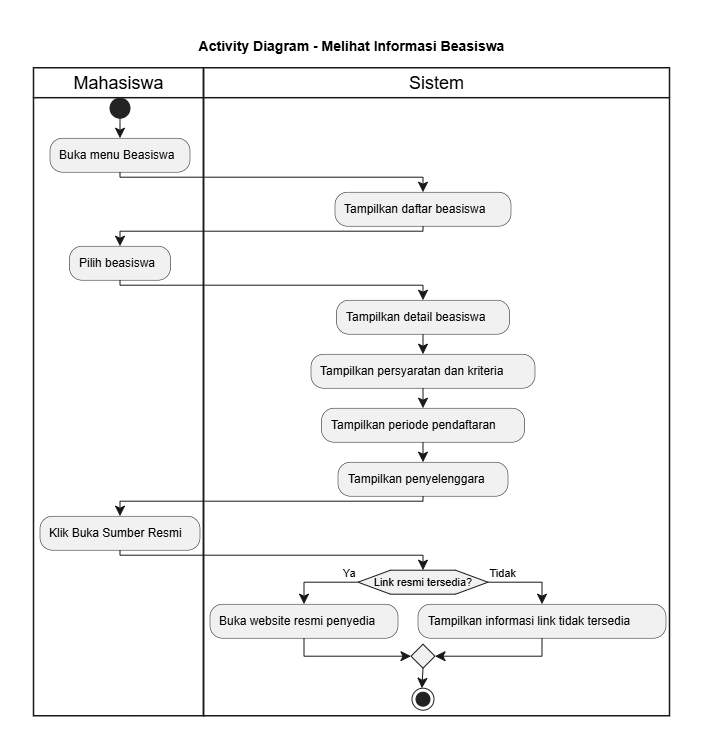 Activity Diagram - Melihat Informasi Beasiswa
Mahasiswa
Sistem
Buka menu Beasiswa
Tampilkan daftar beasiswa
Pilih beasiswa
Tampilkan detail beasiswa
Tampilkan persyaratan dan kriteria
Tampilkan periode pendaftaran
Tampilkan penyelenggara
Klik Buka Sumber Resmi
Ya
Link resmi tersedia?
Tidak
Buka website resmi penyedia
Tampilkan informasi link tidak tersedia